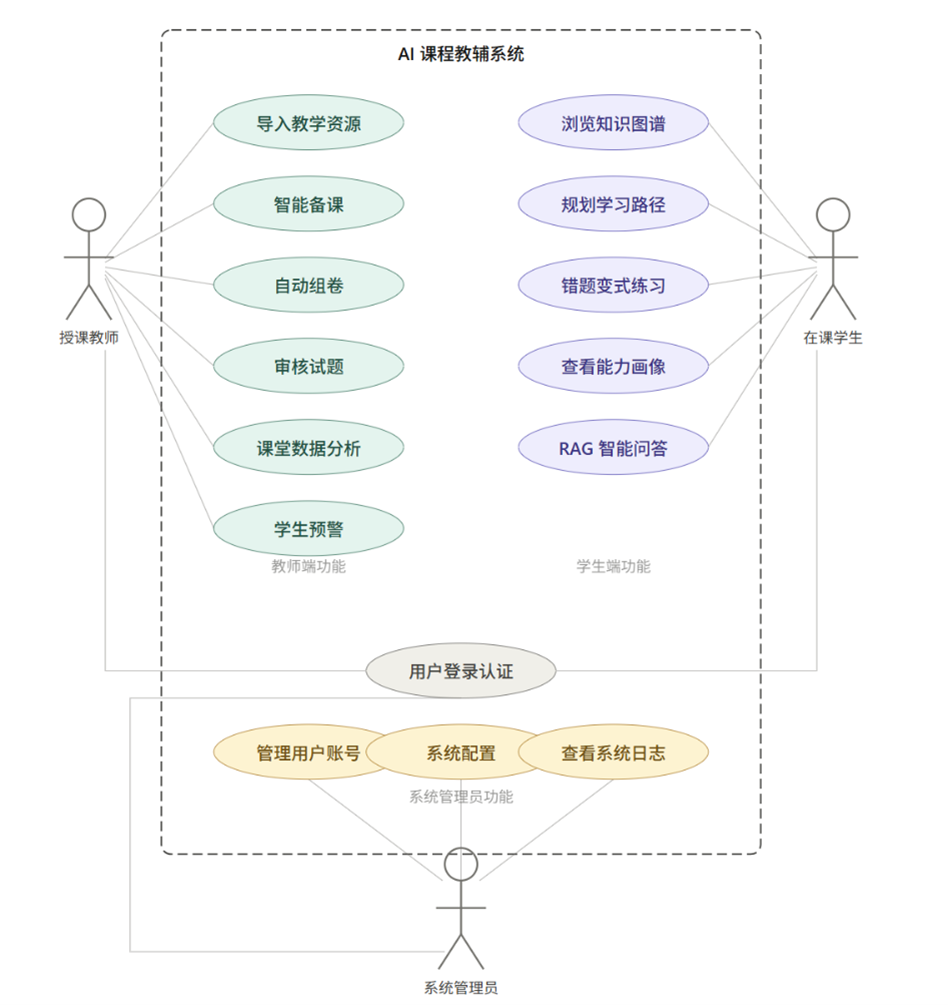 AI 课程教辅系统
导入教学资源
浏览知识图谱
智能备课
规划学习路径
自动组卷
错题变式练习
授课教师
在课学生
审核试题
查看能力画像
课堂数据分析
RAG 智能问答
学生预警
教师端功能
学生端功能
用户登录认证
管理用户账号
系统配置
查看系统日志
系统管理员功能
系统管理员